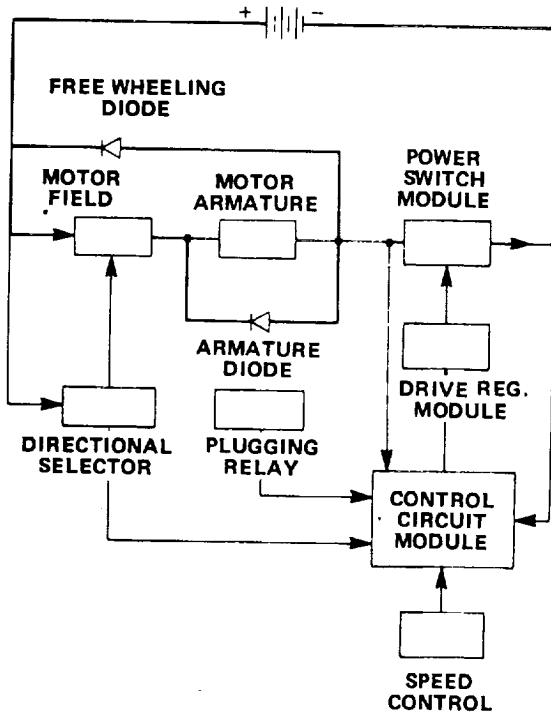 + −
FREE WHEELING
DIODE
MOTOR
FIELD
MOTOR
ARMATURE
POWER
SWITCH
MODULE
ARMATURE
DIODE
DRIVE REG.
MODULE
DIRECTIONAL
SELECTOR
PLUGGING
RELAY
CONTROL
CIRCUIT
MODULE
SPEED
CONTROL